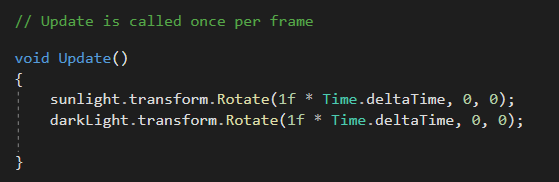 // Update is called once per frame
void Update()
{
sunlight.transform.Rotate(1f * Time.deltaTime, 0, 0);
darkLight.transform.Rotate(1f * Time.deltaTime, 0, 0);
}